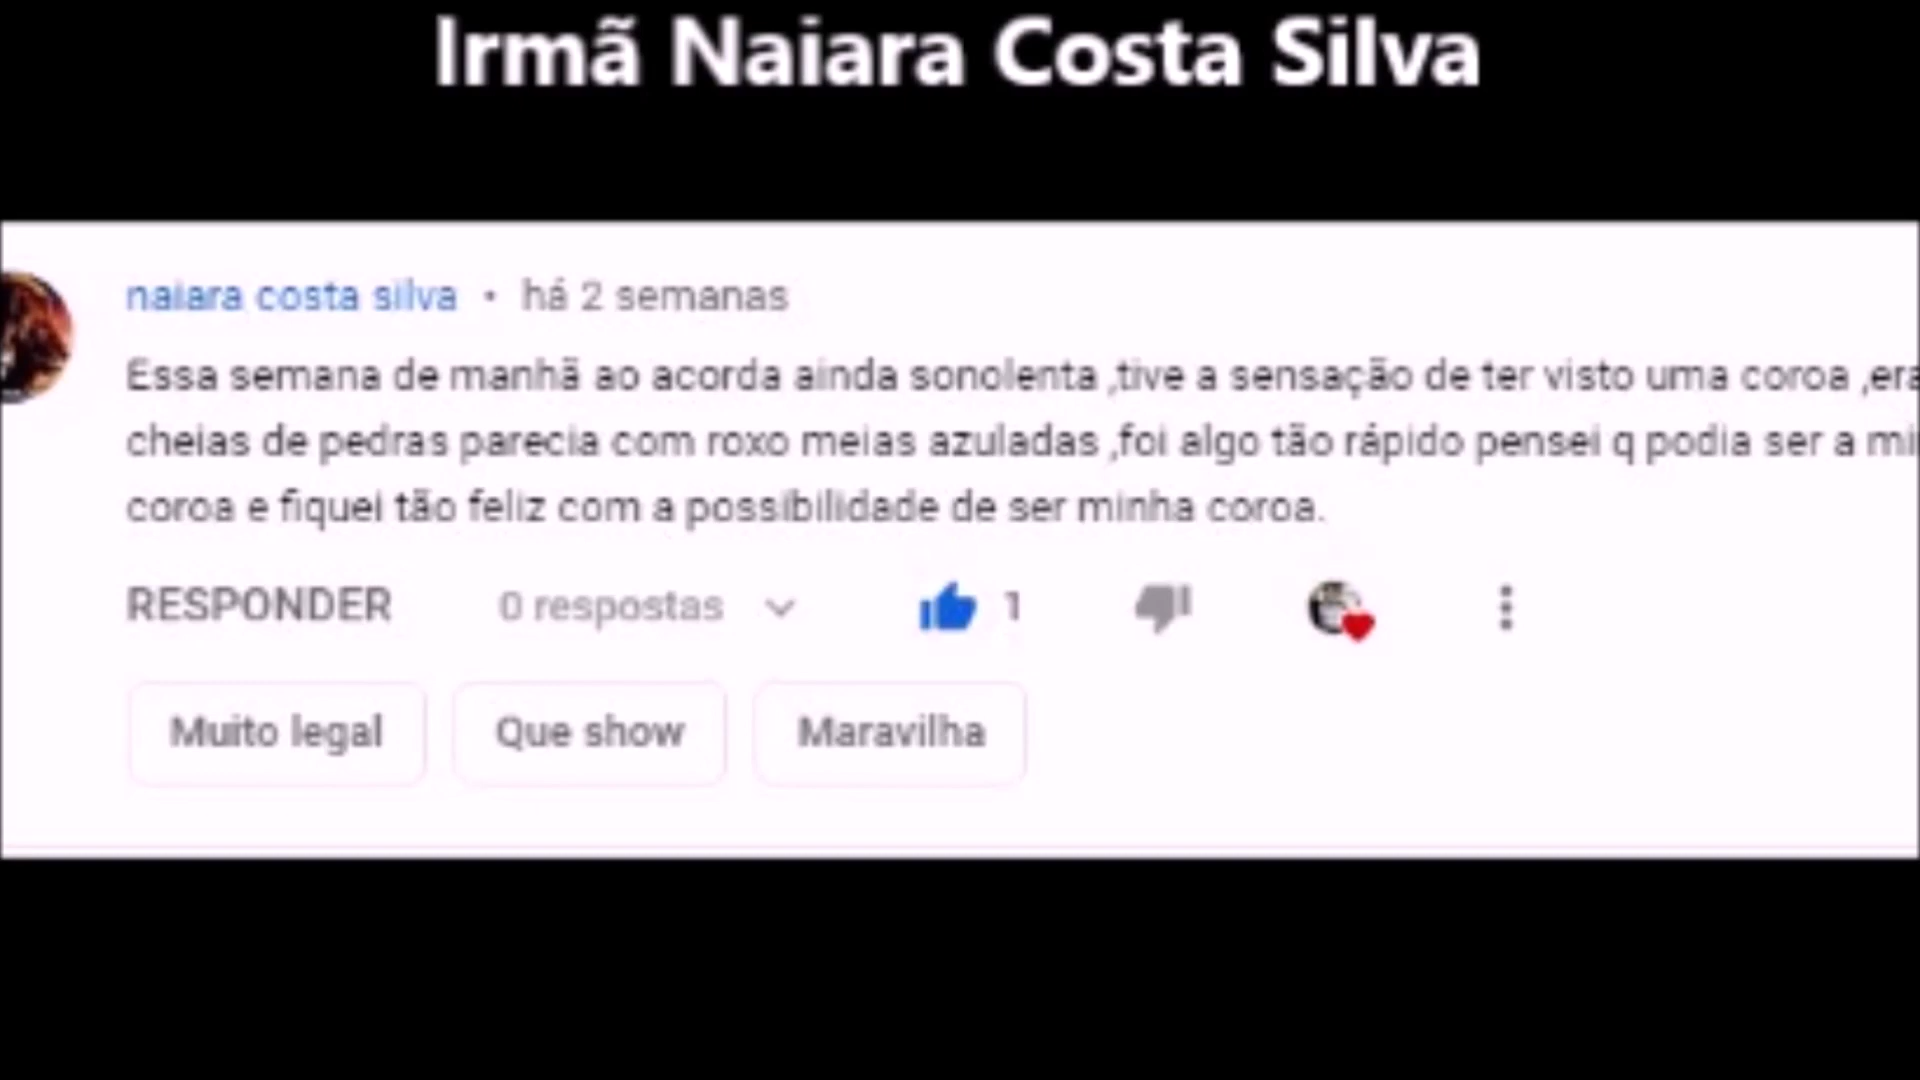 Irmã Naiara Costa Silva
naiara costa silva • há 2 semanas
Essa semana de manhã ao acorda ainda sonolenta ,tive a sensação de ter visto uma coroa ,era
cheias de pedras parecia com roxo meias azuladas ,foi algo tão rápido pensei q podia ser a
coroa e fiquei tão feliz com a possibilidade de ser minha coroa.
RESPONDER 0 respostas 1
Muito legal Que show Maravilha